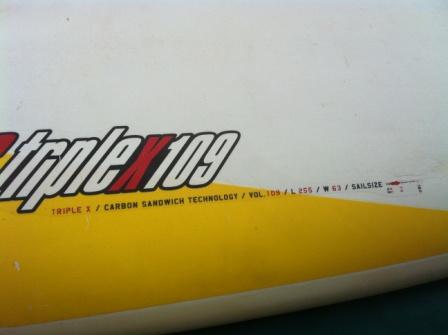 triplex109
TRIPLE X / CARBON SANDWICH TECHNOLOGY / VOL.109 / L 255 / W 63 / SAILSIZE